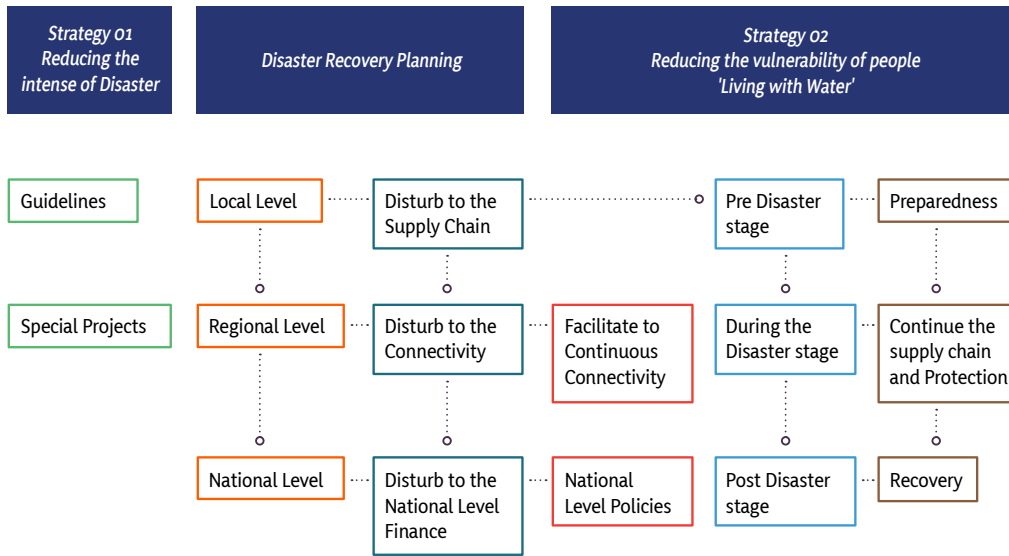 Strategy 01
Reducing the
intense of Disaster
Disaster Recovery Planning
Strategy 02
Reducing the vulnerability of people
'Living with Water'
Guidelines
Local Level
Disturb to the
Supply Chain
Pre Disaster
stage
Preparedness
Special Projects
Regional Level
Disturb to the
Connectivity
Facilitate to
Continuous
Connectivity
During the
Disaster stage
Continue the
supply chain
and Protection
National Level
Disturb to the
National Level
Finance
National
Level Policies
Post Disaster
stage
Recovery